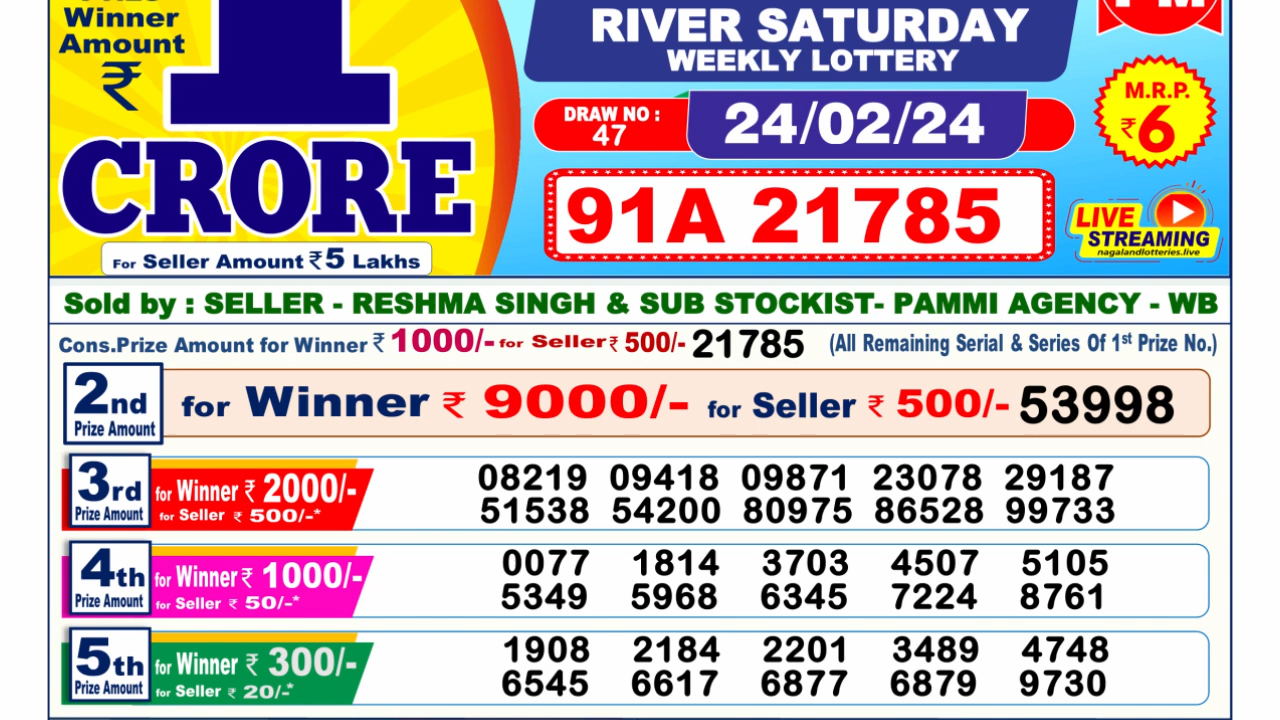 Winner
Amount
₹
1
CRORE
For Seller Amount ₹5 Lakhs
RIVER SATURDAY
WEEKLY LOTTERY
DRAW NO :
47
24/02/24
M.R.P.
₹6
91A 21785
LIVE
STREAMING
nagalandlotteries.live
Sold by : SELLER - RESHMA SINGH & SUB STOCKIST- PAMMI AGENCY - WB
Cons.Prize Amount for Winner ₹ 1000/- for Seller ₹ 500/- 21785 (All Remaining Serial & Series Of 1st Prize No.)
2nd
Prize Amount
for Winner ₹ 9000/- for Seller ₹ 500/- 53998
3rd
Prize Amount
for Winner ₹ 2000/-
for Seller ₹ 500/-*
08219 09418 09871 23078 29187
51538 54200 80975 86528 99733
4th
Prize Amount
for Winner ₹ 1000/-
for Seller ₹ 50/-*
0077 1814 3703 4507 5105
5349 5968 6345 7224 8761
5th
Prize Amount
for Winner ₹ 300/-
for Seller ₹ 20/-*
1908 2184 2201 3489 4748
6545 6617 6877 6879 9730